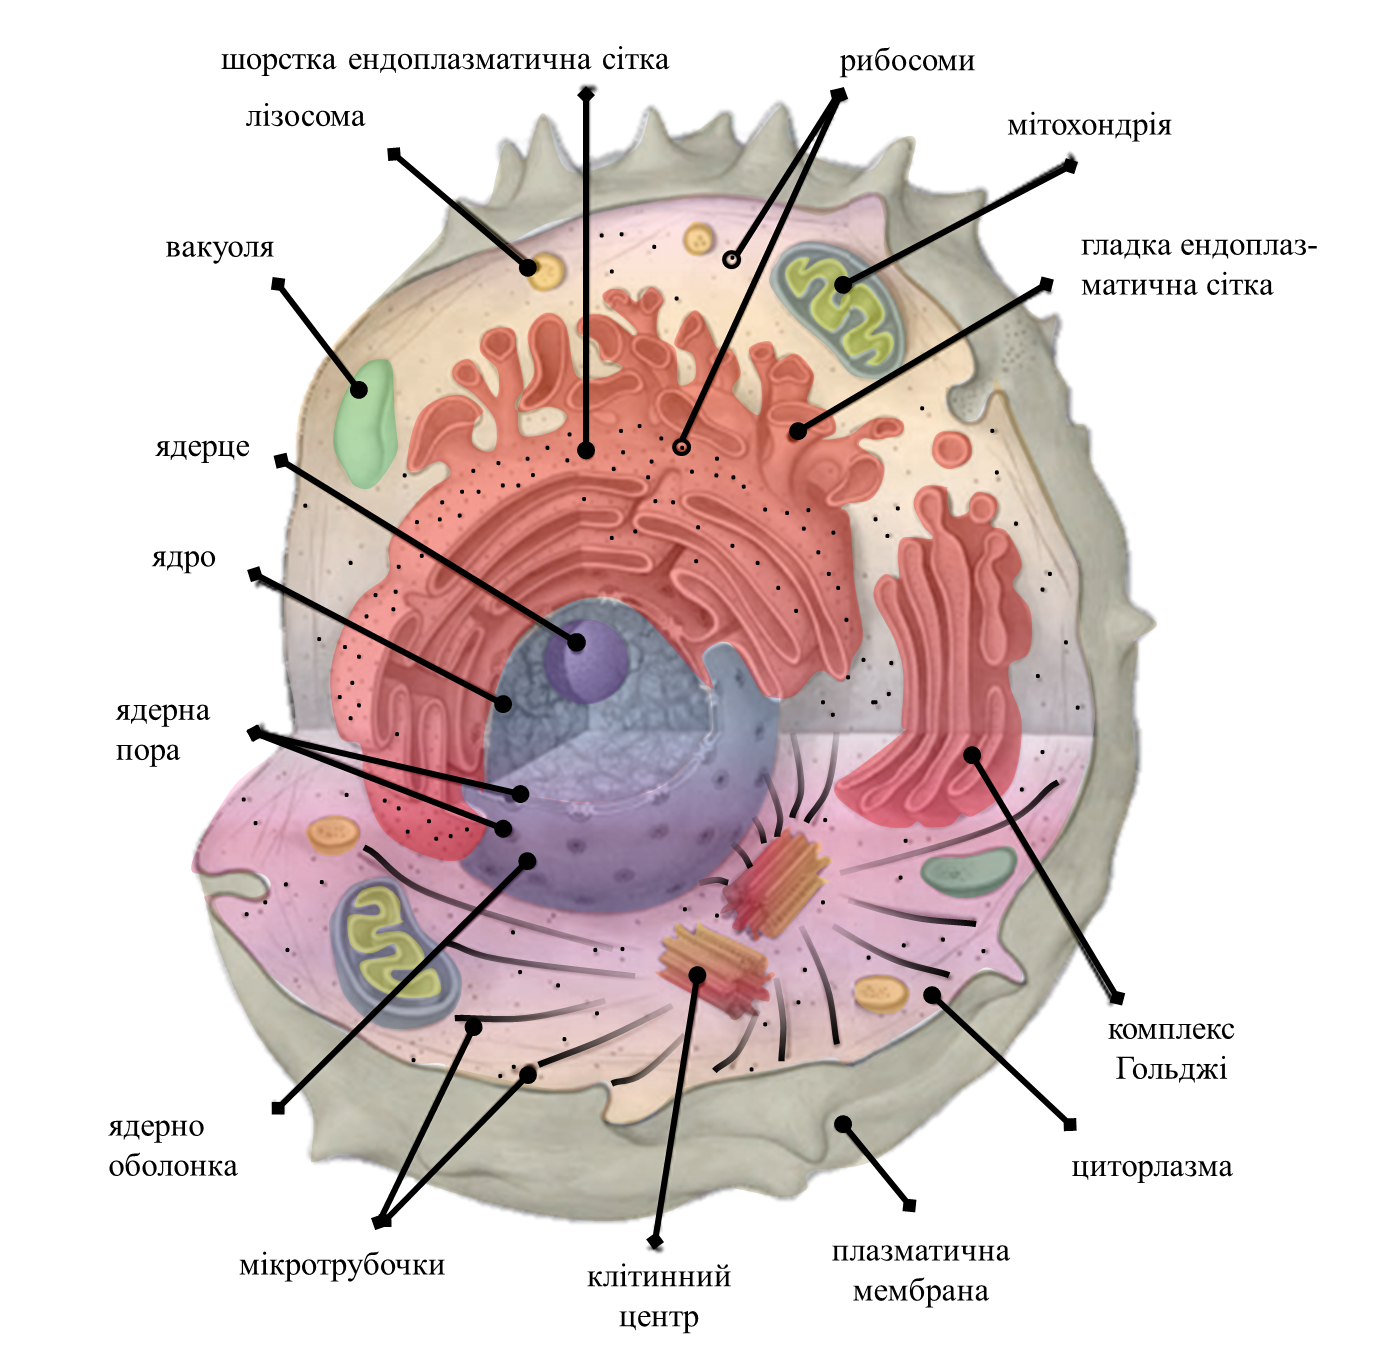 шорстка ендоплазматична сітка
рибосоми
лізосома
мітохондрія
вакуоля
гладка ендоплаз-
матична сітка
ядерце
ядро
ядерна
пора
комплекс
Гольджі
ядерно
оболонка
циторлазма
мікротрубочки
клітинний
центр
плазматична
мембрана